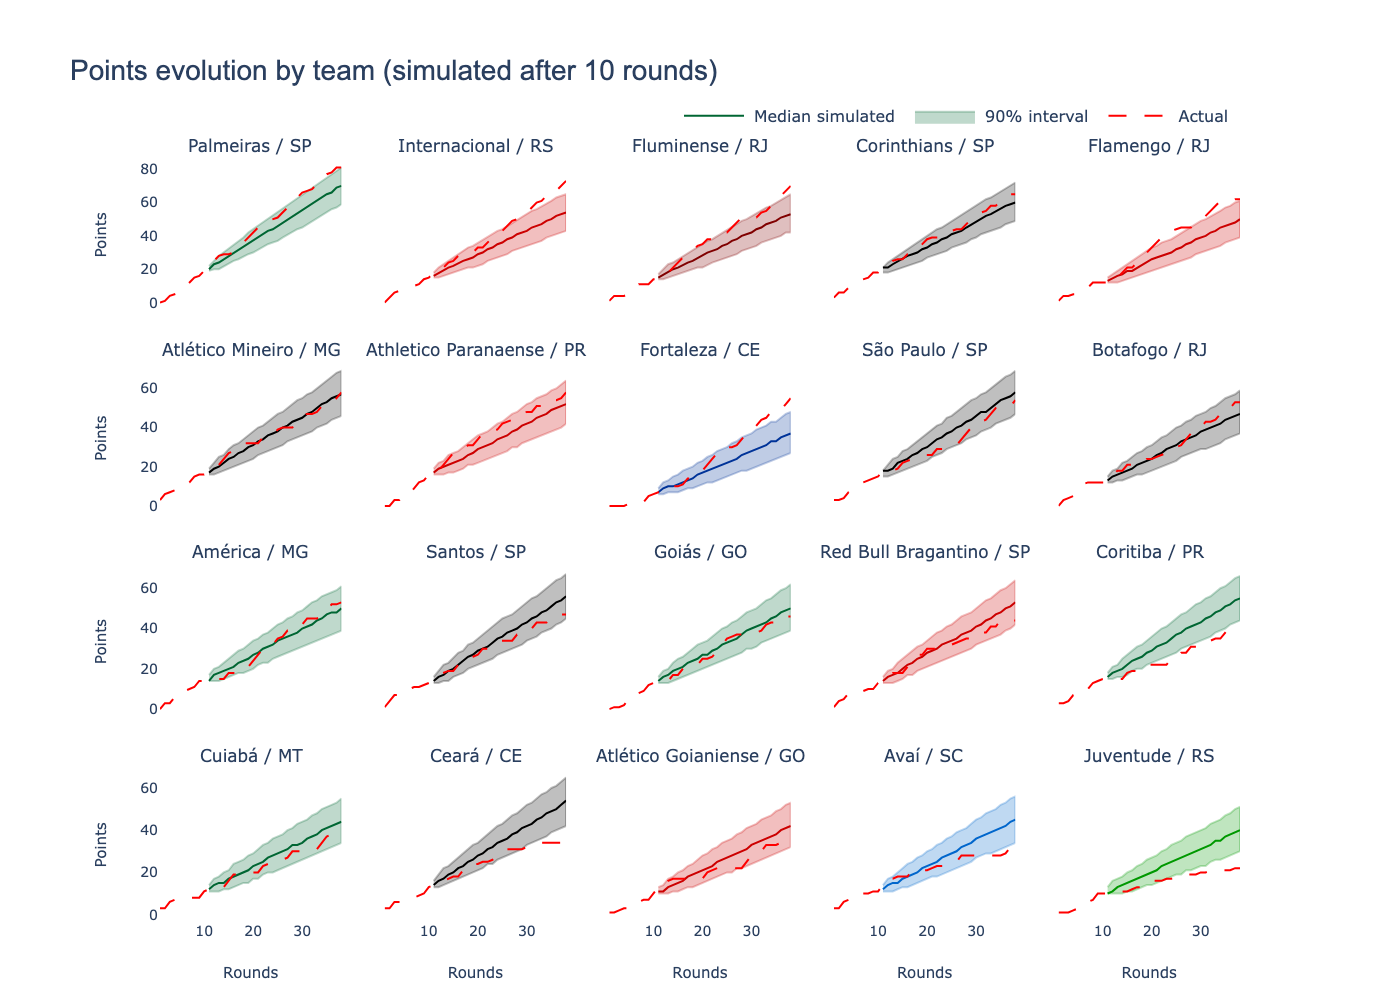 Points evolution by team (simulated after 10 rounds)
Median simulated 90% interval Actual
Palmeiras / SP Internacional / RS Fluminense / RJ Corinthians / SP Flamengo / RJ
80
60
40
20
0
Points
Atlético Mineiro / MG Athletico Paranaense / PR Fortaleza / CE São Paulo / SP Botafogo / RJ
60
40
20
0
Points
América / MG Santos / SP Goiás / GO Red Bull Bragantino / SP Coritiba / PR
60
40
20
0
Points
Cuiabá / MT Ceará / CE Atlético Goianiense / GO Avaí / SC Juventude / RS
60
40
20
0
Points
10 20 30 10 20 30 10 20 30 10 20 30 10 20 30
Rounds Rounds Rounds Rounds Rounds